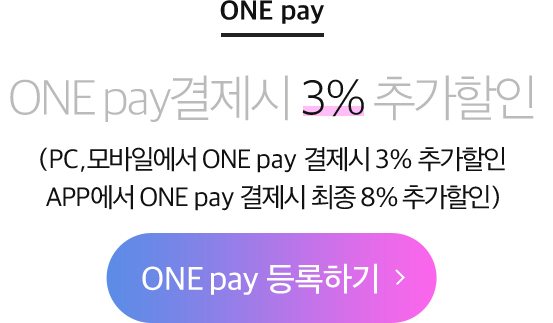 ONE pay
ONE pay결제시 3% 추가할인
(PC,모바일에서 ONE pay 결제시 3% 추가할인
APP에서 ONE pay 결제시 최종 8% 추가할인)
ONE pay 등록하기 >